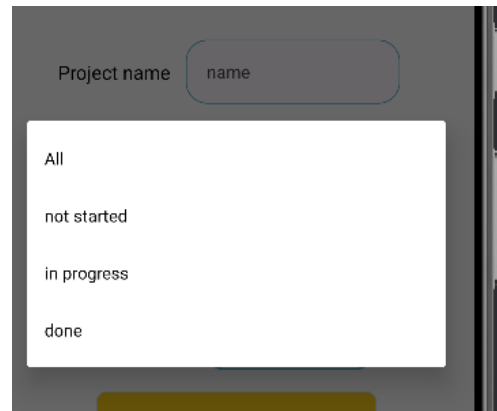 Project name
name
All
not started
in progress
done